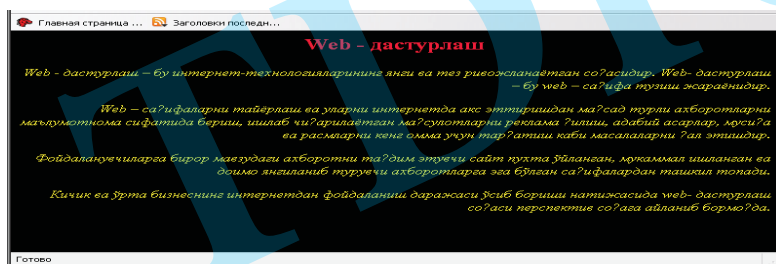 Главная страница ... Заголовки последн...
Web - дастурлаш
Web - дастурлаш – бу интернет-технологияларининг янги ва тез ривожланаётган со?асидир. Web- дастурлаш
– бу web – са?ифа тузиш жараёнидир.
Web – са?ифаларни тайёрлаш ва уларни интернетда акс эттиришдан ма?сад турли ахборотларни
маълумотнома сифатида бериш, ишлаб чи?арилаётган ма?сулотларни реклама ?илиш, адабий асарлар, муси?а
ва расмларни кенг омма учун тар?атиш каби масалаларни ?ал этишдир.
Фойдаланувчиларга бирор мавзудаги ахборотни та?дим этувчи сайт пухта ўйланган, мукаммал ишланган ва
доимо янгиланиб турувчи ахборотларга эга бўлган са?ифалардан ташкил топади.
Кичик ва ўрта бизнеснинг интернетдан фойдаланиш даражаси ўсиб бориши натижасида web- дастурлаш
со?аси перспектив со?ага айланиб бормо?да.
Готово